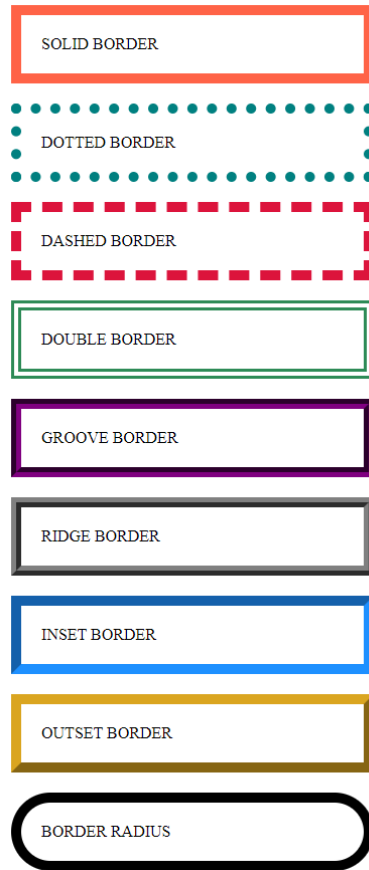 SOLID BORDER
DOTTED BORDER
DASHED BORDER
DOUBLE BORDER
GROOVE BORDER
RIDGE BORDER
INSET BORDER
OUTSET BORDER
BORDER RADIUS